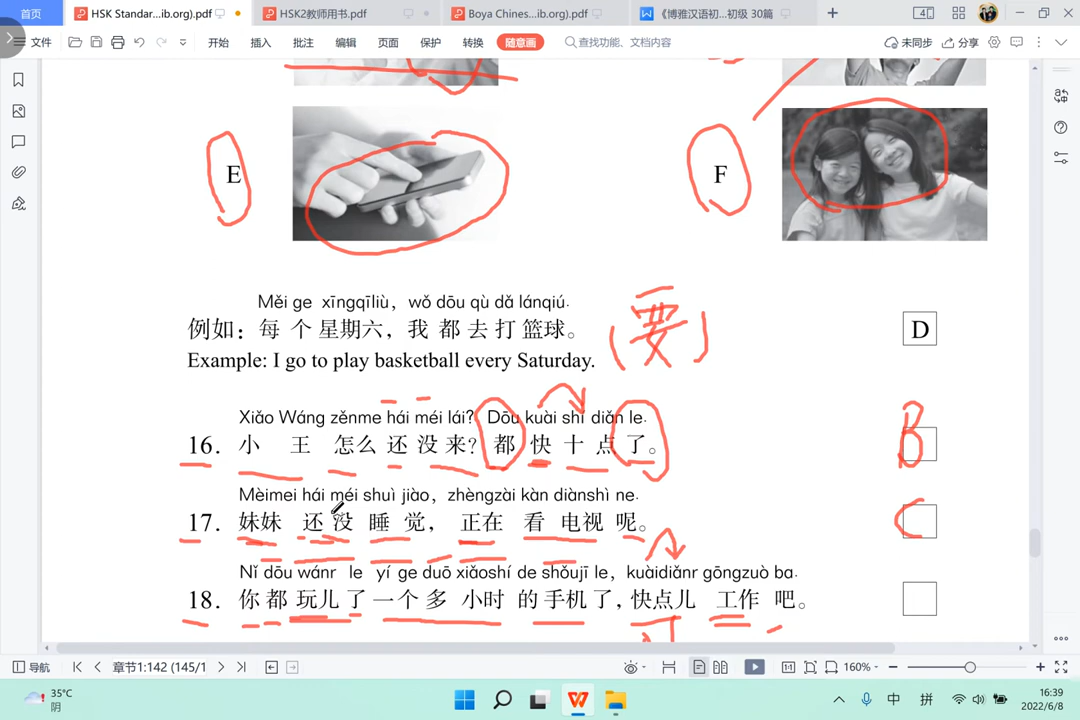 首页
HSK Standar...ib.org).pdf
HSK2教师用书.pdf
Boya Chines...ib.org).pdf
《博雅汉语初...初级 30篇
文件
开始
插入
批注
编辑
页面
保护
转换
随意画
查找功能、文档内容
未同步
分享
E
F
Měi ge xīngqīliù, wǒ dōu qù dǎ lánqiú.
例如: 每 个 星期六, 我 都 去 打 篮球。
(要)
D
Example: I go to play basketball every Saturday.
Xiǎo Wáng zěnme hái méi lái? Dōu kuài shí diǎn le.
16. 小 王 怎么 还 没 来? 都 快 十 点 了。
B
Mèimei hái méi shuì jiào, zhèngzài kàn diànshì ne.
17. 妹妹 还 没 睡 觉, 正在 看 电视 呢。
C
Nǐ dōu wánr le yí ge duō xiǎoshí de shǒujī le, kuàidiǎnr gōngzuò ba.
18. 你 都 玩儿 了 一个 多 小时 的 手机 了, 快点儿 工作 吧。
导航
章节1:142 (145/1
160%
35°C
阴
中
拼
16:39
2022/6/8